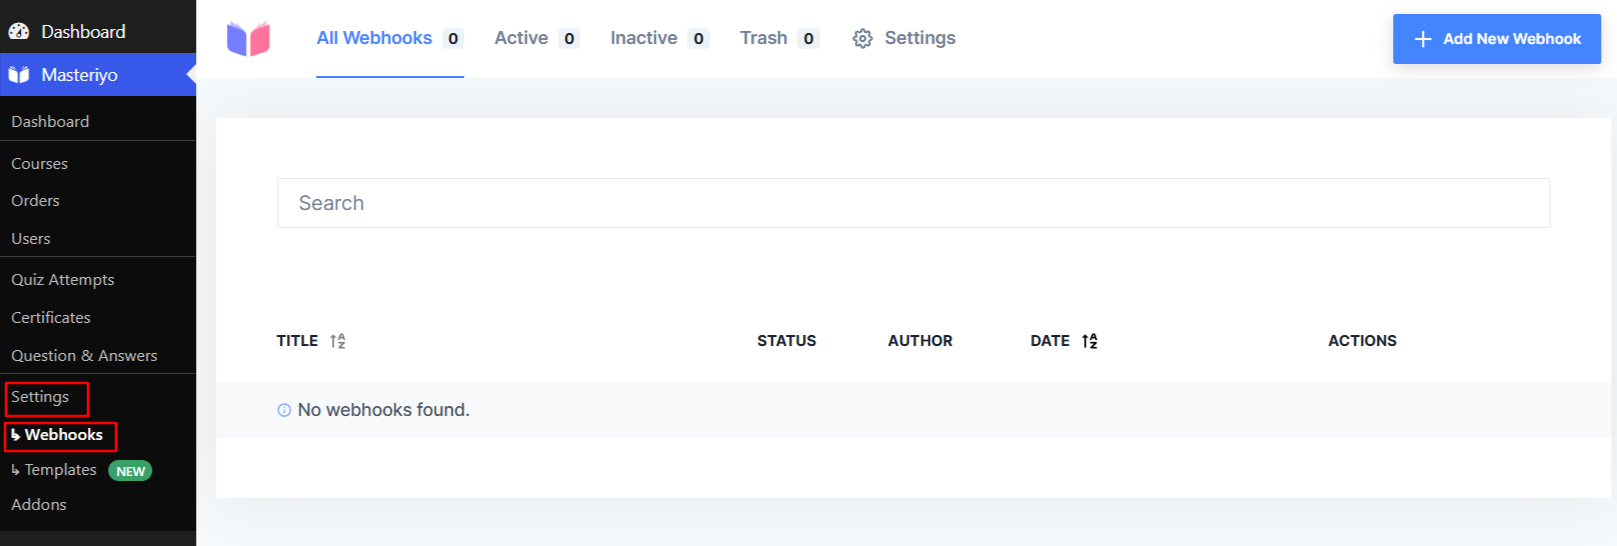 Dashboard
Masteriyo
Dashboard
Courses
Orders
Users
Quiz Attempts
Certificates
Question & Answers
Settings
↳ Webhooks
↳ Templates NEW
Addons
All Webhooks 0 Active 0 Inactive 0 Trash 0 Settings
+ Add New Webhook
Search
TITLE STATUS AUTHOR DATE ACTIONS
No webhooks found.